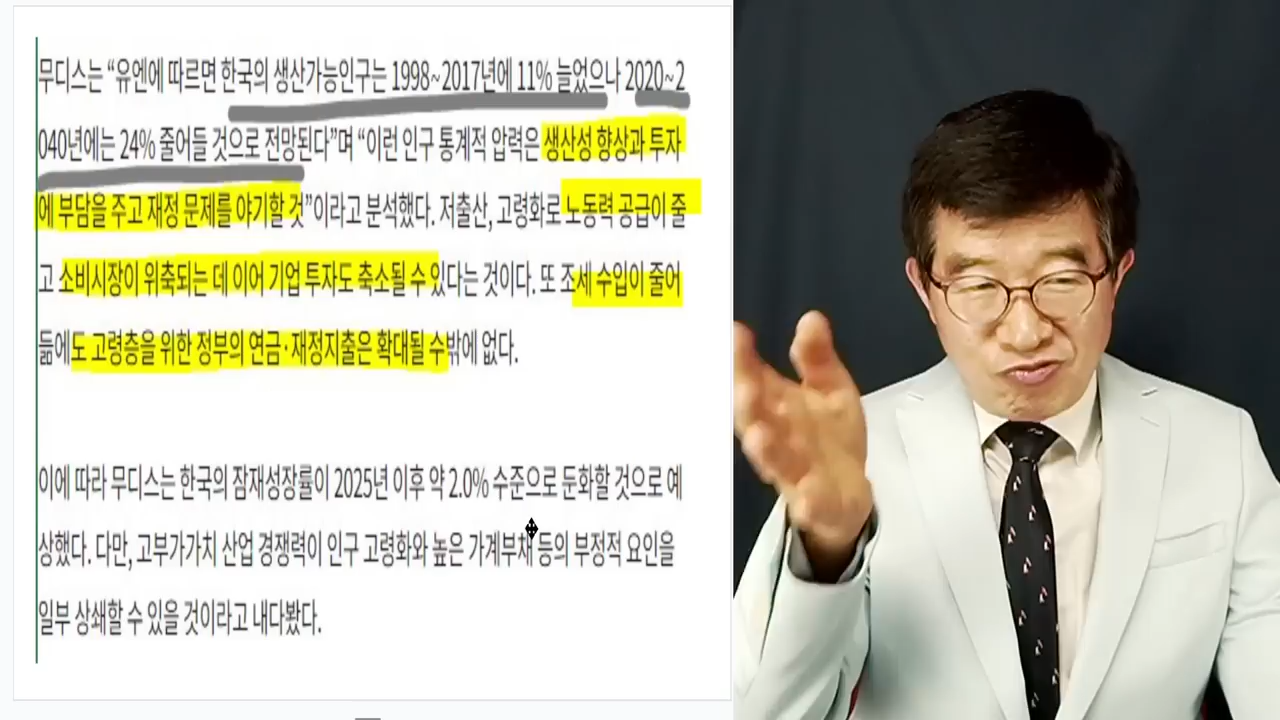 무디스는 “유엔에 따르면 한국의 생산가능인구는 1998~2017년에 11% 늘었으나 2020~2
040년에는 24% 줄어들 것으로 전망된다”며 “이런 인구 통계적 압력은 생산성 향상과 투자
에 부담을 주고 재정 문제를 야기할 것”이라고 분석했다. 저출산, 고령화로 노동력 공급이 줄
고 소비시장이 위축되는 데 이어 기업 투자도 축소될 수 있다는 것이다. 또 조세 수입이 줄어
듦에도 고령층을 위한 정부의 연금·재정지출은 확대될 수밖에 없다.
이에 따라 무디스는 한국의 잠재성장률이 2025년 이후 약 2.0% 수준으로 둔화할 것으로 예
상했다. 다만, 고부가가치 산업 경쟁력이 인구 고령화와 높은 가계부채 등의 부정적 요인을
일부 상쇄할 수 있을 것이라고 내다봤다.